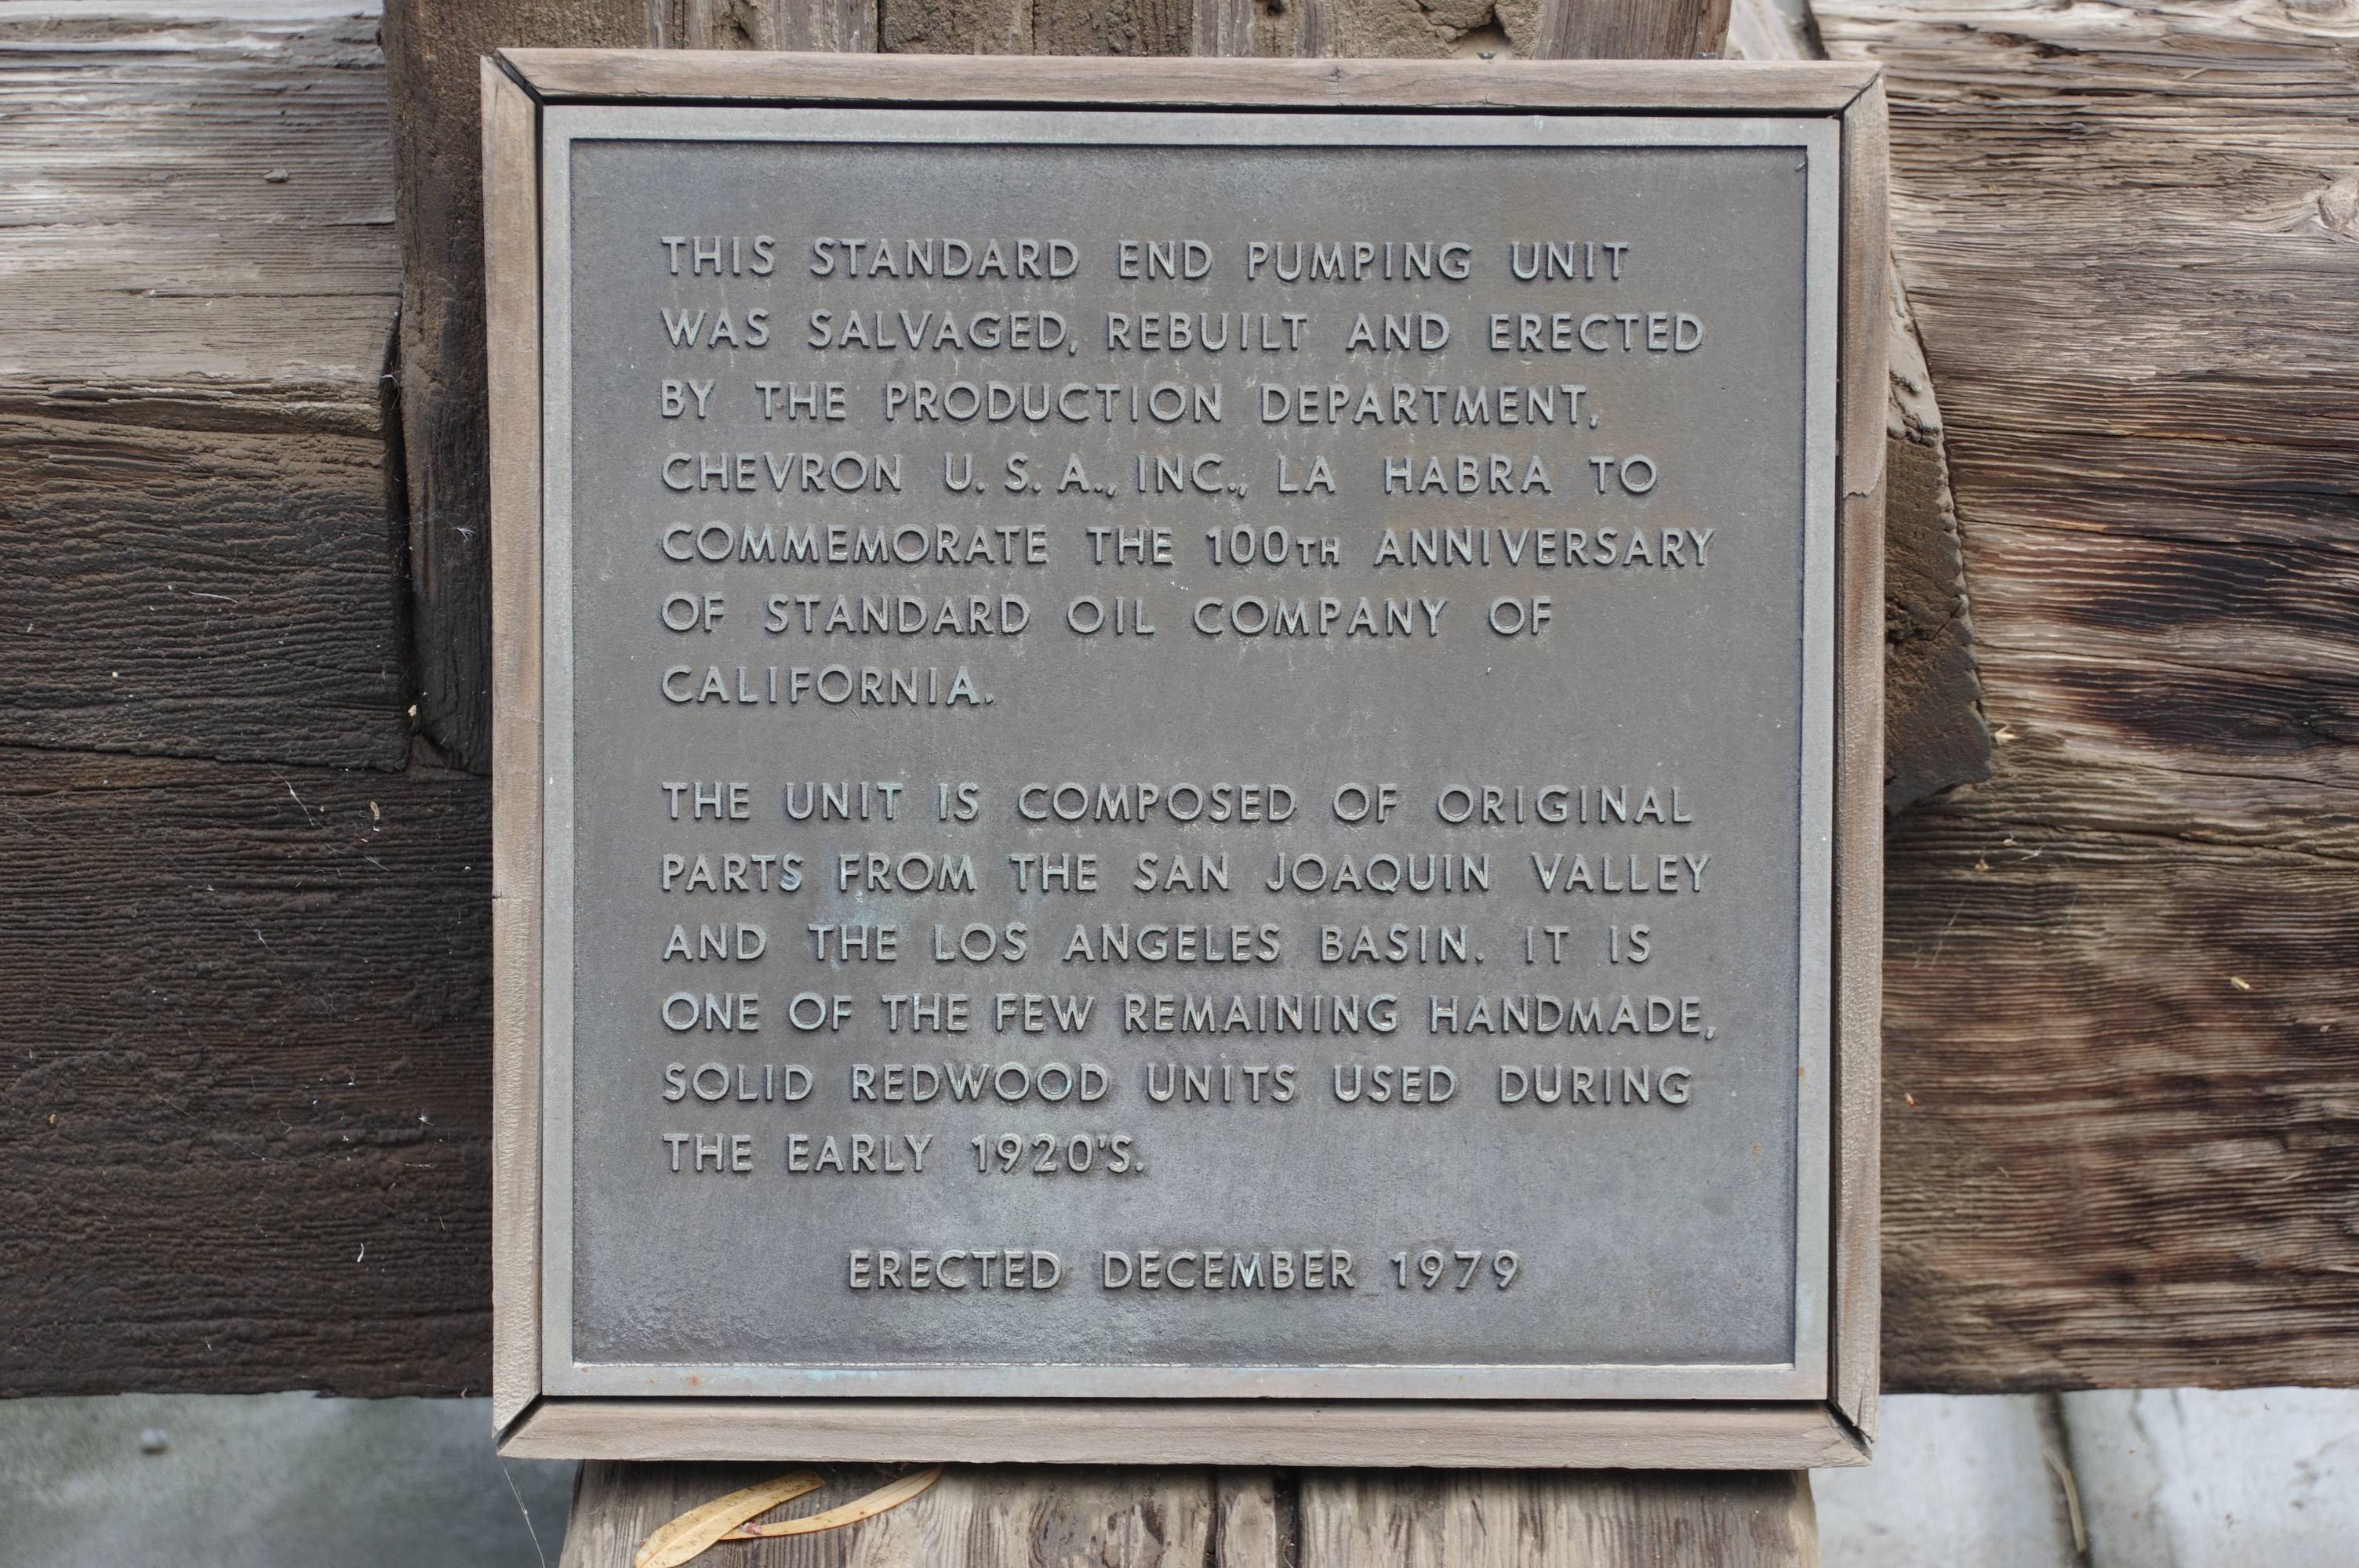 THIS STANDARD END PUMPING UNIT
WAS SALVAGED, REBUILT AND ERECTED
BY THE PRODUCTION DEPARTMENT,
CHEVRON U. S. A., INC., LA HABRA TO
COMMEMORATE THE 100TH ANNIVERSARY
OF STANDARD OIL COMPANY OF
CALIFORNIA.
THE UNIT IS COMPOSED OF ORIGINAL
PARTS FROM THE SAN JOAQUIN VALLEY
AND THE LOS ANGELES BASIN. IT IS
ONE OF THE FEW REMAINING HANDMADE,
SOLID REDWOOD UNITS USED DURING
THE EARLY 1920'S.
ERECTED DECEMBER 1979